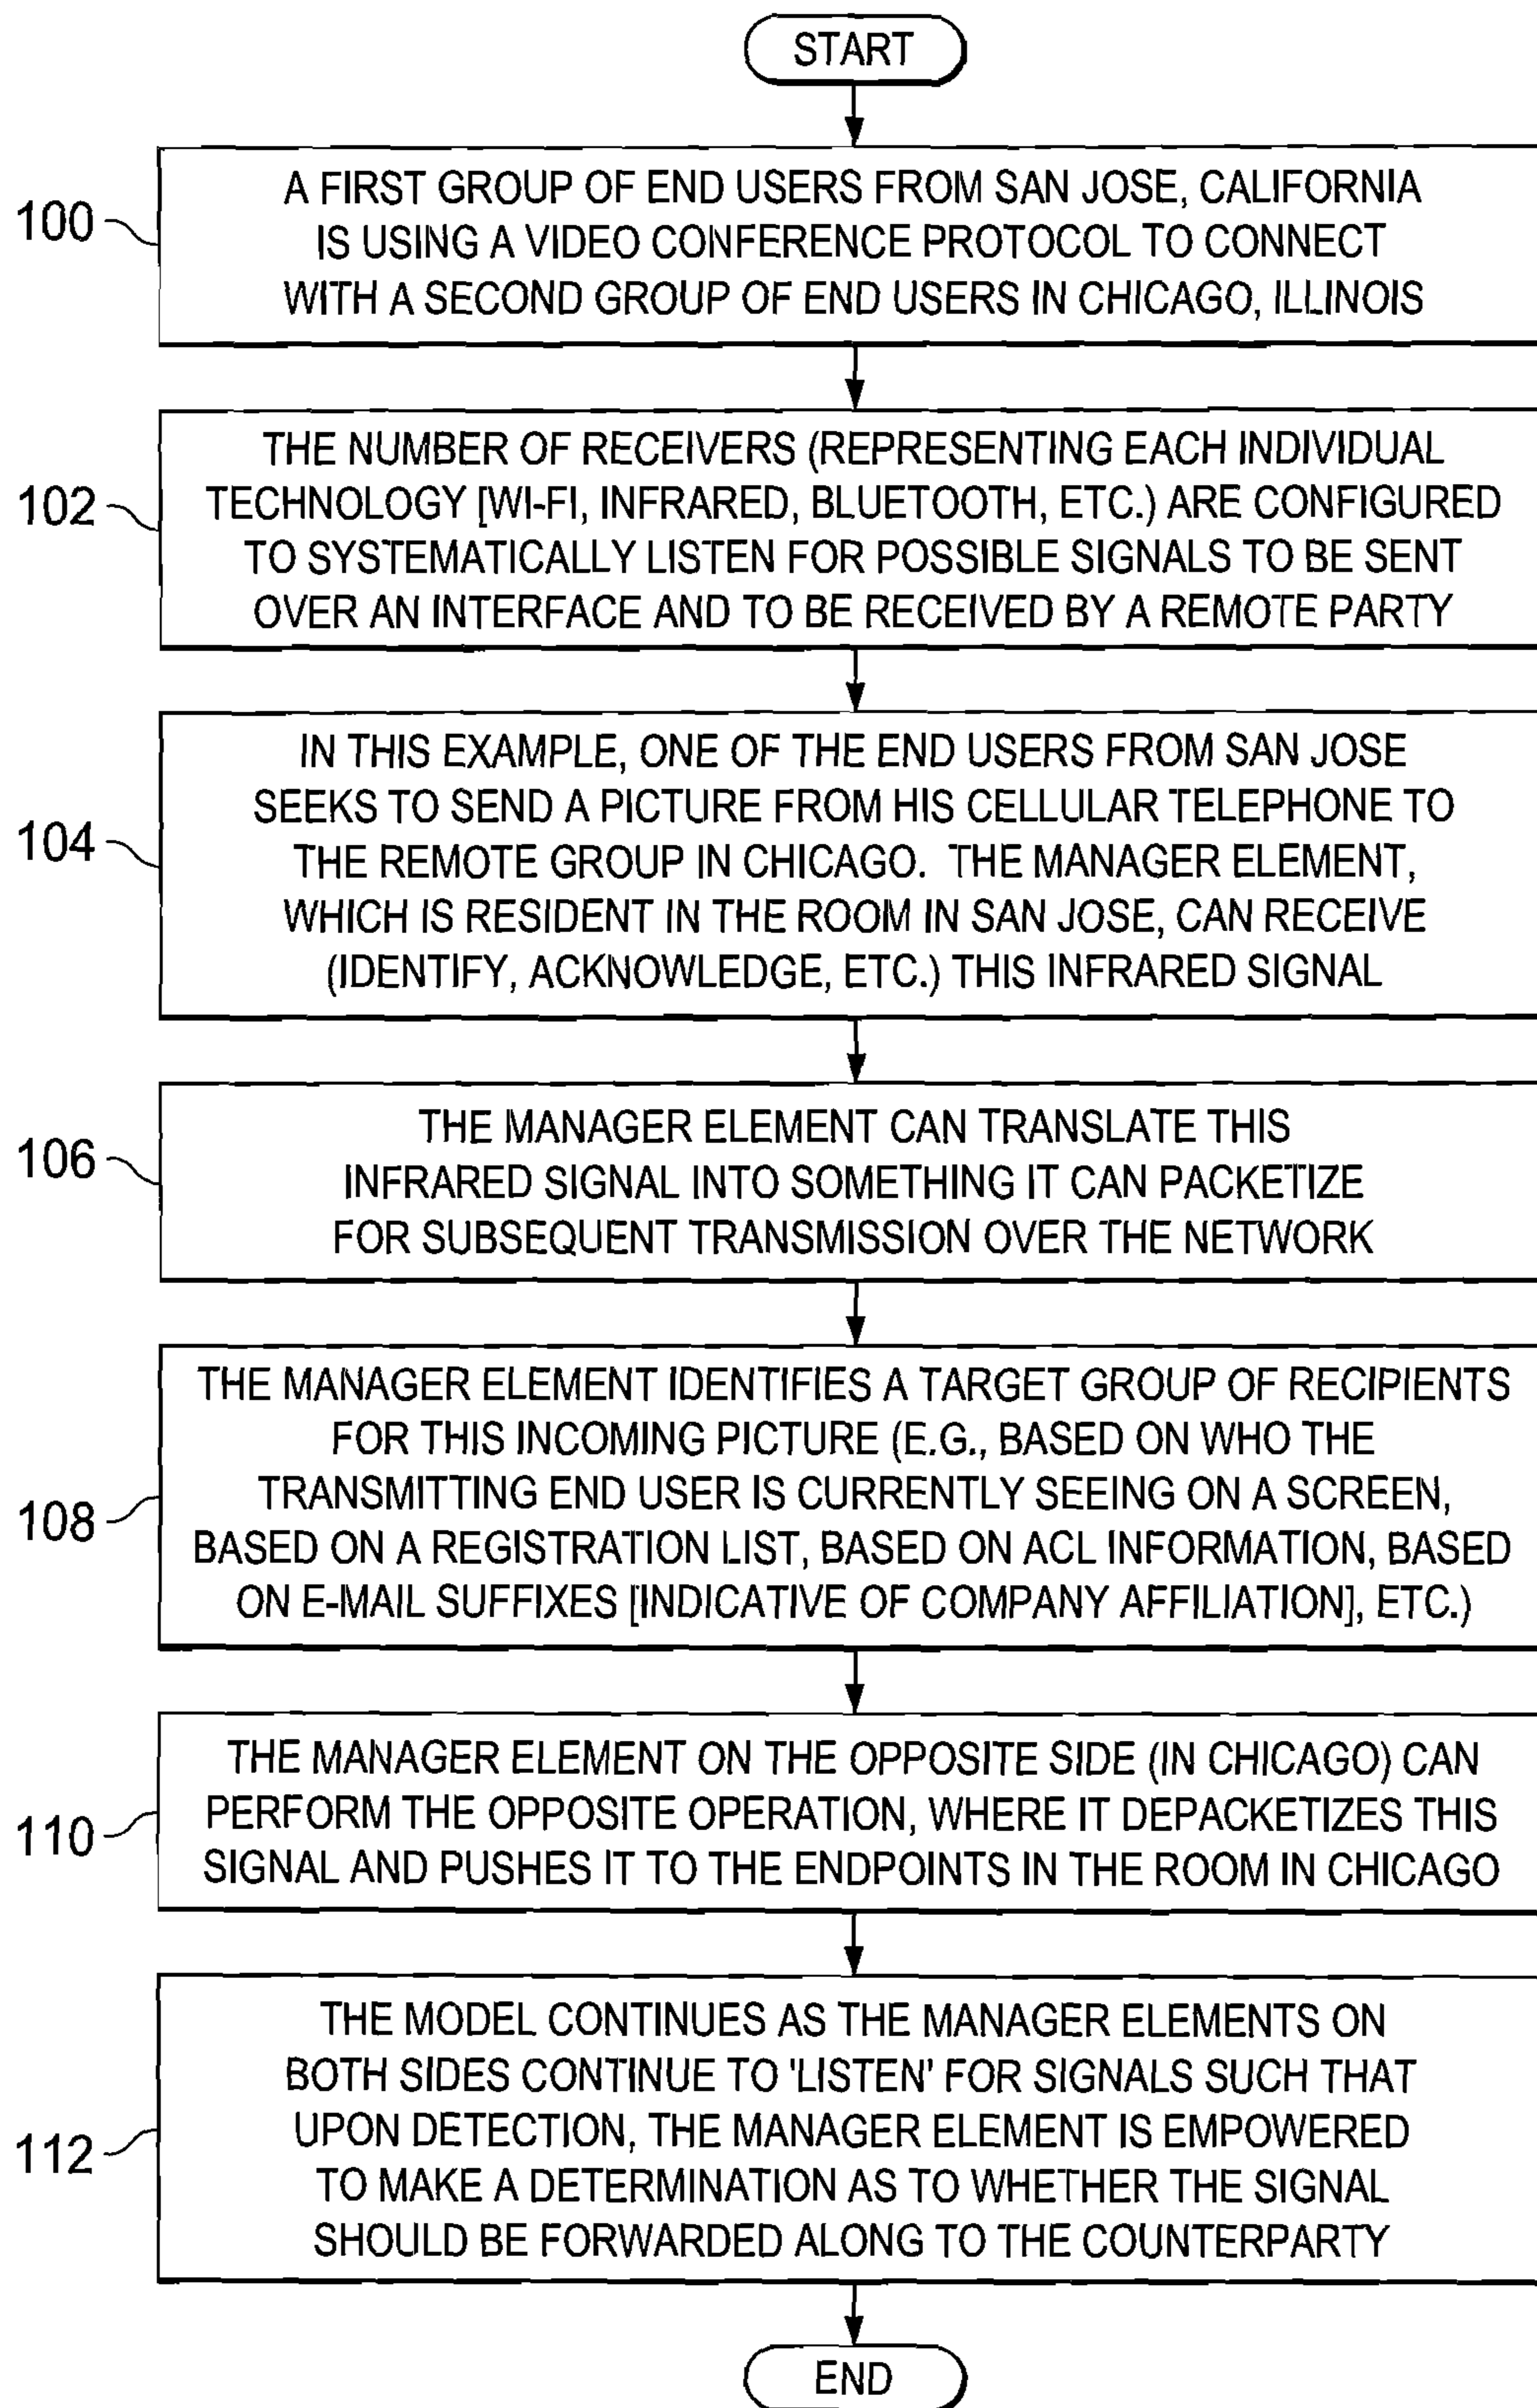 START
100
A FIRST GROUP OF END USERS FROM SAN JOSE, CALIFORNIA
IS USING A VIDEO CONFERENCE PROTOCOL TO CONNECT
WITH A SECOND GROUP OF END USERS IN CHICAGO, ILLINOIS
102
THE NUMBER OF RECEIVERS (REPRESENTING EACH INDIVIDUAL
TECHNOLOGY [WI-FI, INFRARED, BLUETOOTH, ETC.) ARE CONFIGURED
TO SYSTEMATICALLY LISTEN FOR POSSIBLE SIGNALS TO BE SENT
OVER AN INTERFACE AND TO BE RECEIVED BY A REMOTE PARTY
104
IN THIS EXAMPLE, ONE OF THE END USERS FROM SAN JOSE
SEEKS TO SEND A PICTURE FROM HIS CELLULAR TELEPHONE TO
THE REMOTE GROUP IN CHICAGO. THE MANAGER ELEMENT,
WHICH IS RESIDENT IN THE ROOM IN SAN JOSE, CAN RECEIVE
(IDENTIFY, ACKNOWLEDGE, ETC.) THIS INFRARED SIGNAL
106
THE MANAGER ELEMENT CAN TRANSLATE THIS
INFRARED SIGNAL INTO SOMETHING IT CAN PACKETIZE
FOR SUBSEQUENT TRANSMISSION OVER THE NETWORK
108
THE MANAGER ELEMENT IDENTIFIES A TARGET GROUP OF RECIPIENTS
FOR THIS INCOMING PICTURE (E.G., BASED ON WHO THE
TRANSMITTING END USER IS CURRENTLY SEEING ON A SCREEN,
BASED ON A REGISTRATION LIST, BASED ON ACL INFORMATION, BASED
ON E-MAIL SUFFIXES [INDICATIVE OF COMPANY AFFILIATION], ETC.)
110
THE MANAGER ELEMENT ON THE OPPOSITE SIDE (IN CHICAGO) CAN
PERFORM THE OPPOSITE OPERATION, WHERE IT DEPACKETIZES THIS
SIGNAL AND PUSHES IT TO THE ENDPOINTS IN THE ROOM IN CHICAGO
112
THE MODEL CONTINUES AS THE MANAGER ELEMENTS ON
BOTH SIDES CONTINUE TO 'LISTEN' FOR SIGNALS SUCH THAT
UPON DETECTION, THE MANAGER ELEMENT IS EMPOWERED
TO MAKE A DETERMINATION AS TO WHETHER THE SIGNAL
SHOULD BE FORWARDED ALONG TO THE COUNTERPARTY
END